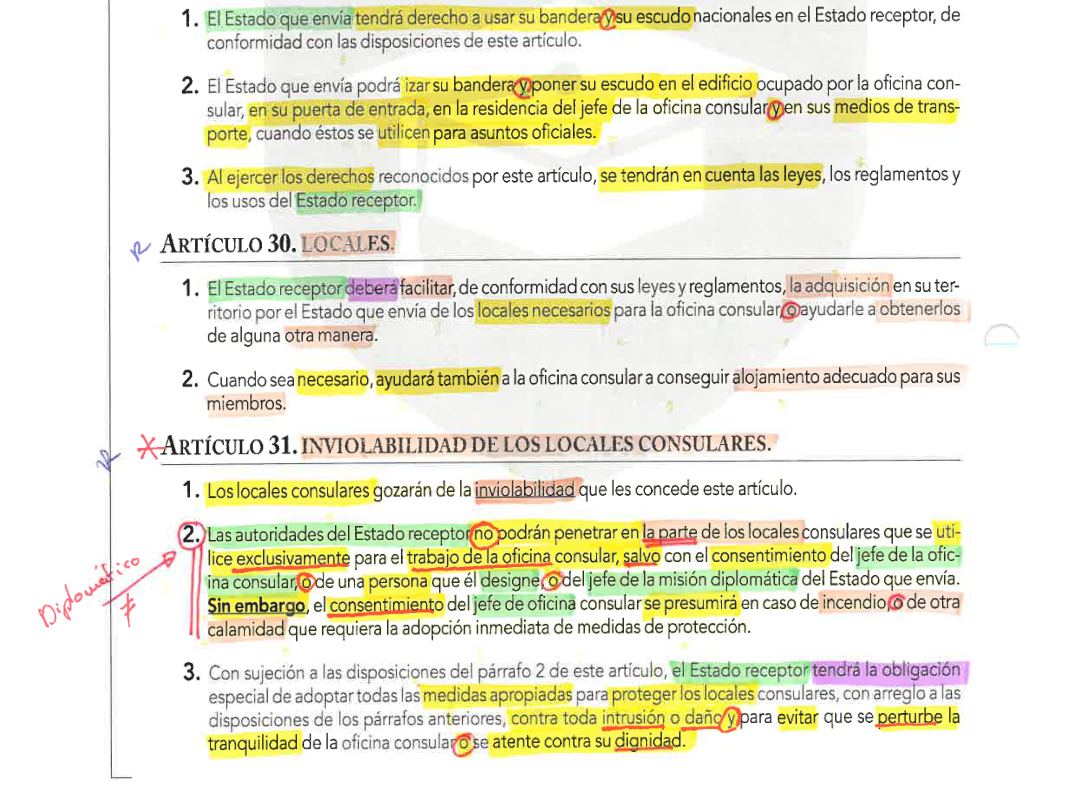 1. El Estado que envía tendrá derecho a usar su bandera y su escudo nacionales en el Estado receptor, de
conformidad con las disposiciones de este artículo.
2. El Estado que envía podrá izar su bandera y poner su escudo en el edificio ocupado por la oficina con-
sular, en su puerta de entrada, en la residencia del jefe de la oficina consular y en sus medios de trans-
porte, cuando éstos se utilicen para asuntos oficiales.
3. Al ejercer los derechos reconocidos por este artículo, se tendrán en cuenta las leyes, los reglamentos y
los usos del Estado receptor.
R ARTÍCULO 30. LOCALES.
1. El Estado receptor deberá facilitar, de conformidad con sus leyes y reglamentos, la adquisición en su ter-
ritorio por el Estado que envía de los locales necesarios para la oficina consular, o ayudarle a obtenerlos
de alguna otra manera.
2. Cuando sea necesario, ayudará también a la oficina consular a conseguir alojamiento adecuado para sus
miembros.
R * ARTÍCULO 31. INVIOLABILIDAD DE LOS LOCALES CONSULARES.
1. Los locales consulares gozarán de la inviolabilidad que les concede este artículo.
2. Las autoridades del Estado receptor no podrán penetrar en la parte de los locales consulares que se uti-
lice exclusivamente para el trabajo de la oficina consular, salvo con el consentimiento del jefe de la ofic-
ina consular, o de una persona que él designe, o del jefe de la misión diplomática del Estado que envía.
Sin embargo, el consentimiento del jefe de oficina consular se presumirá en caso de incendio, o de otra
calamidad que requiera la adopción inmediata de medidas de protección.
Diplomático
≠
3. Con sujeción a las disposiciones del párrafo 2 de este artículo, el Estado receptor tendrá la obligación
especial de adoptar todas las medidas apropiadas para proteger los locales consulares, con arreglo a las
disposiciones de los párrafos anteriores, contra toda intrusión o daño y para evitar que se perturbe la
tranquilidad de la oficina consular o se atente contra su dignidad.